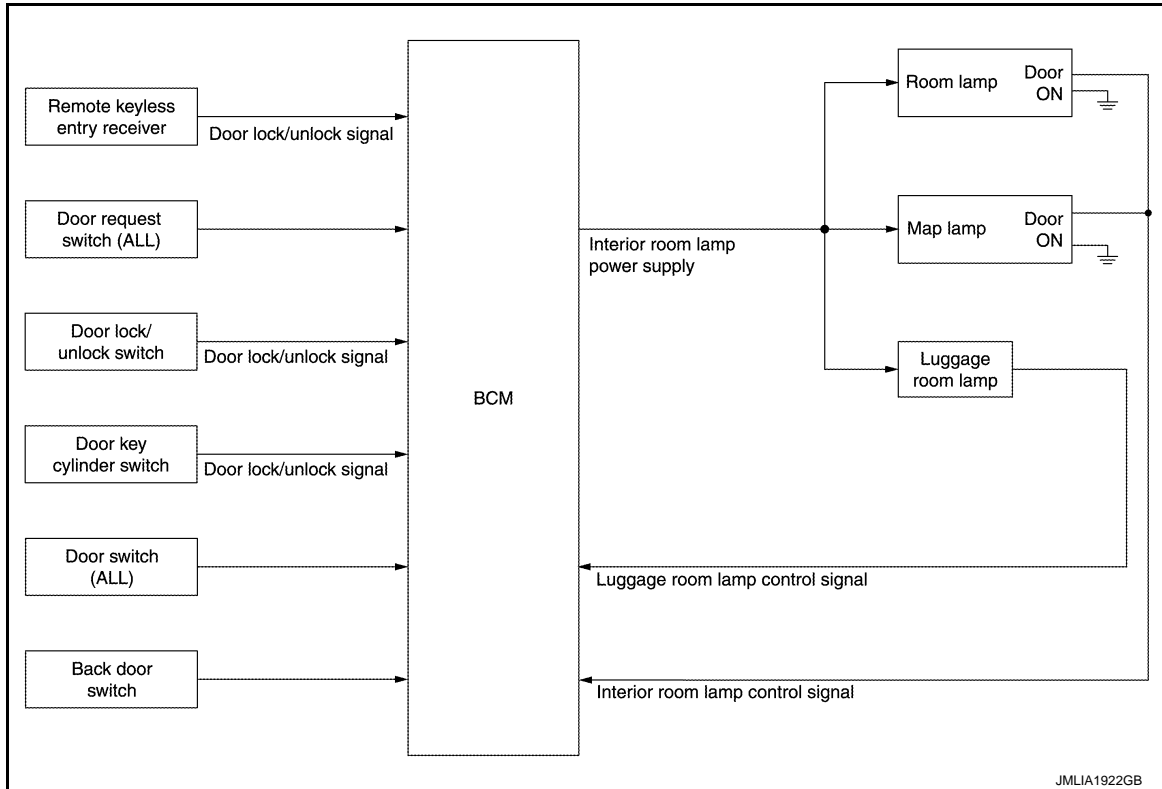 Remote keyless
entry receiver
Door lock/unlock signal
Door request
switch (ALL)
Door lock/
unlock switch
Door lock/unlock signal
Door key
cylinder switch
Door lock/unlock signal
Door switch
(ALL)
Back door
switch
BCM
Interior room lamp
power supply
Room lamp
Door
ON
Map lamp
Door
ON
Luggage
room lamp
Luggage room lamp control signal
Interior room lamp control signal
JMLIA1922GB